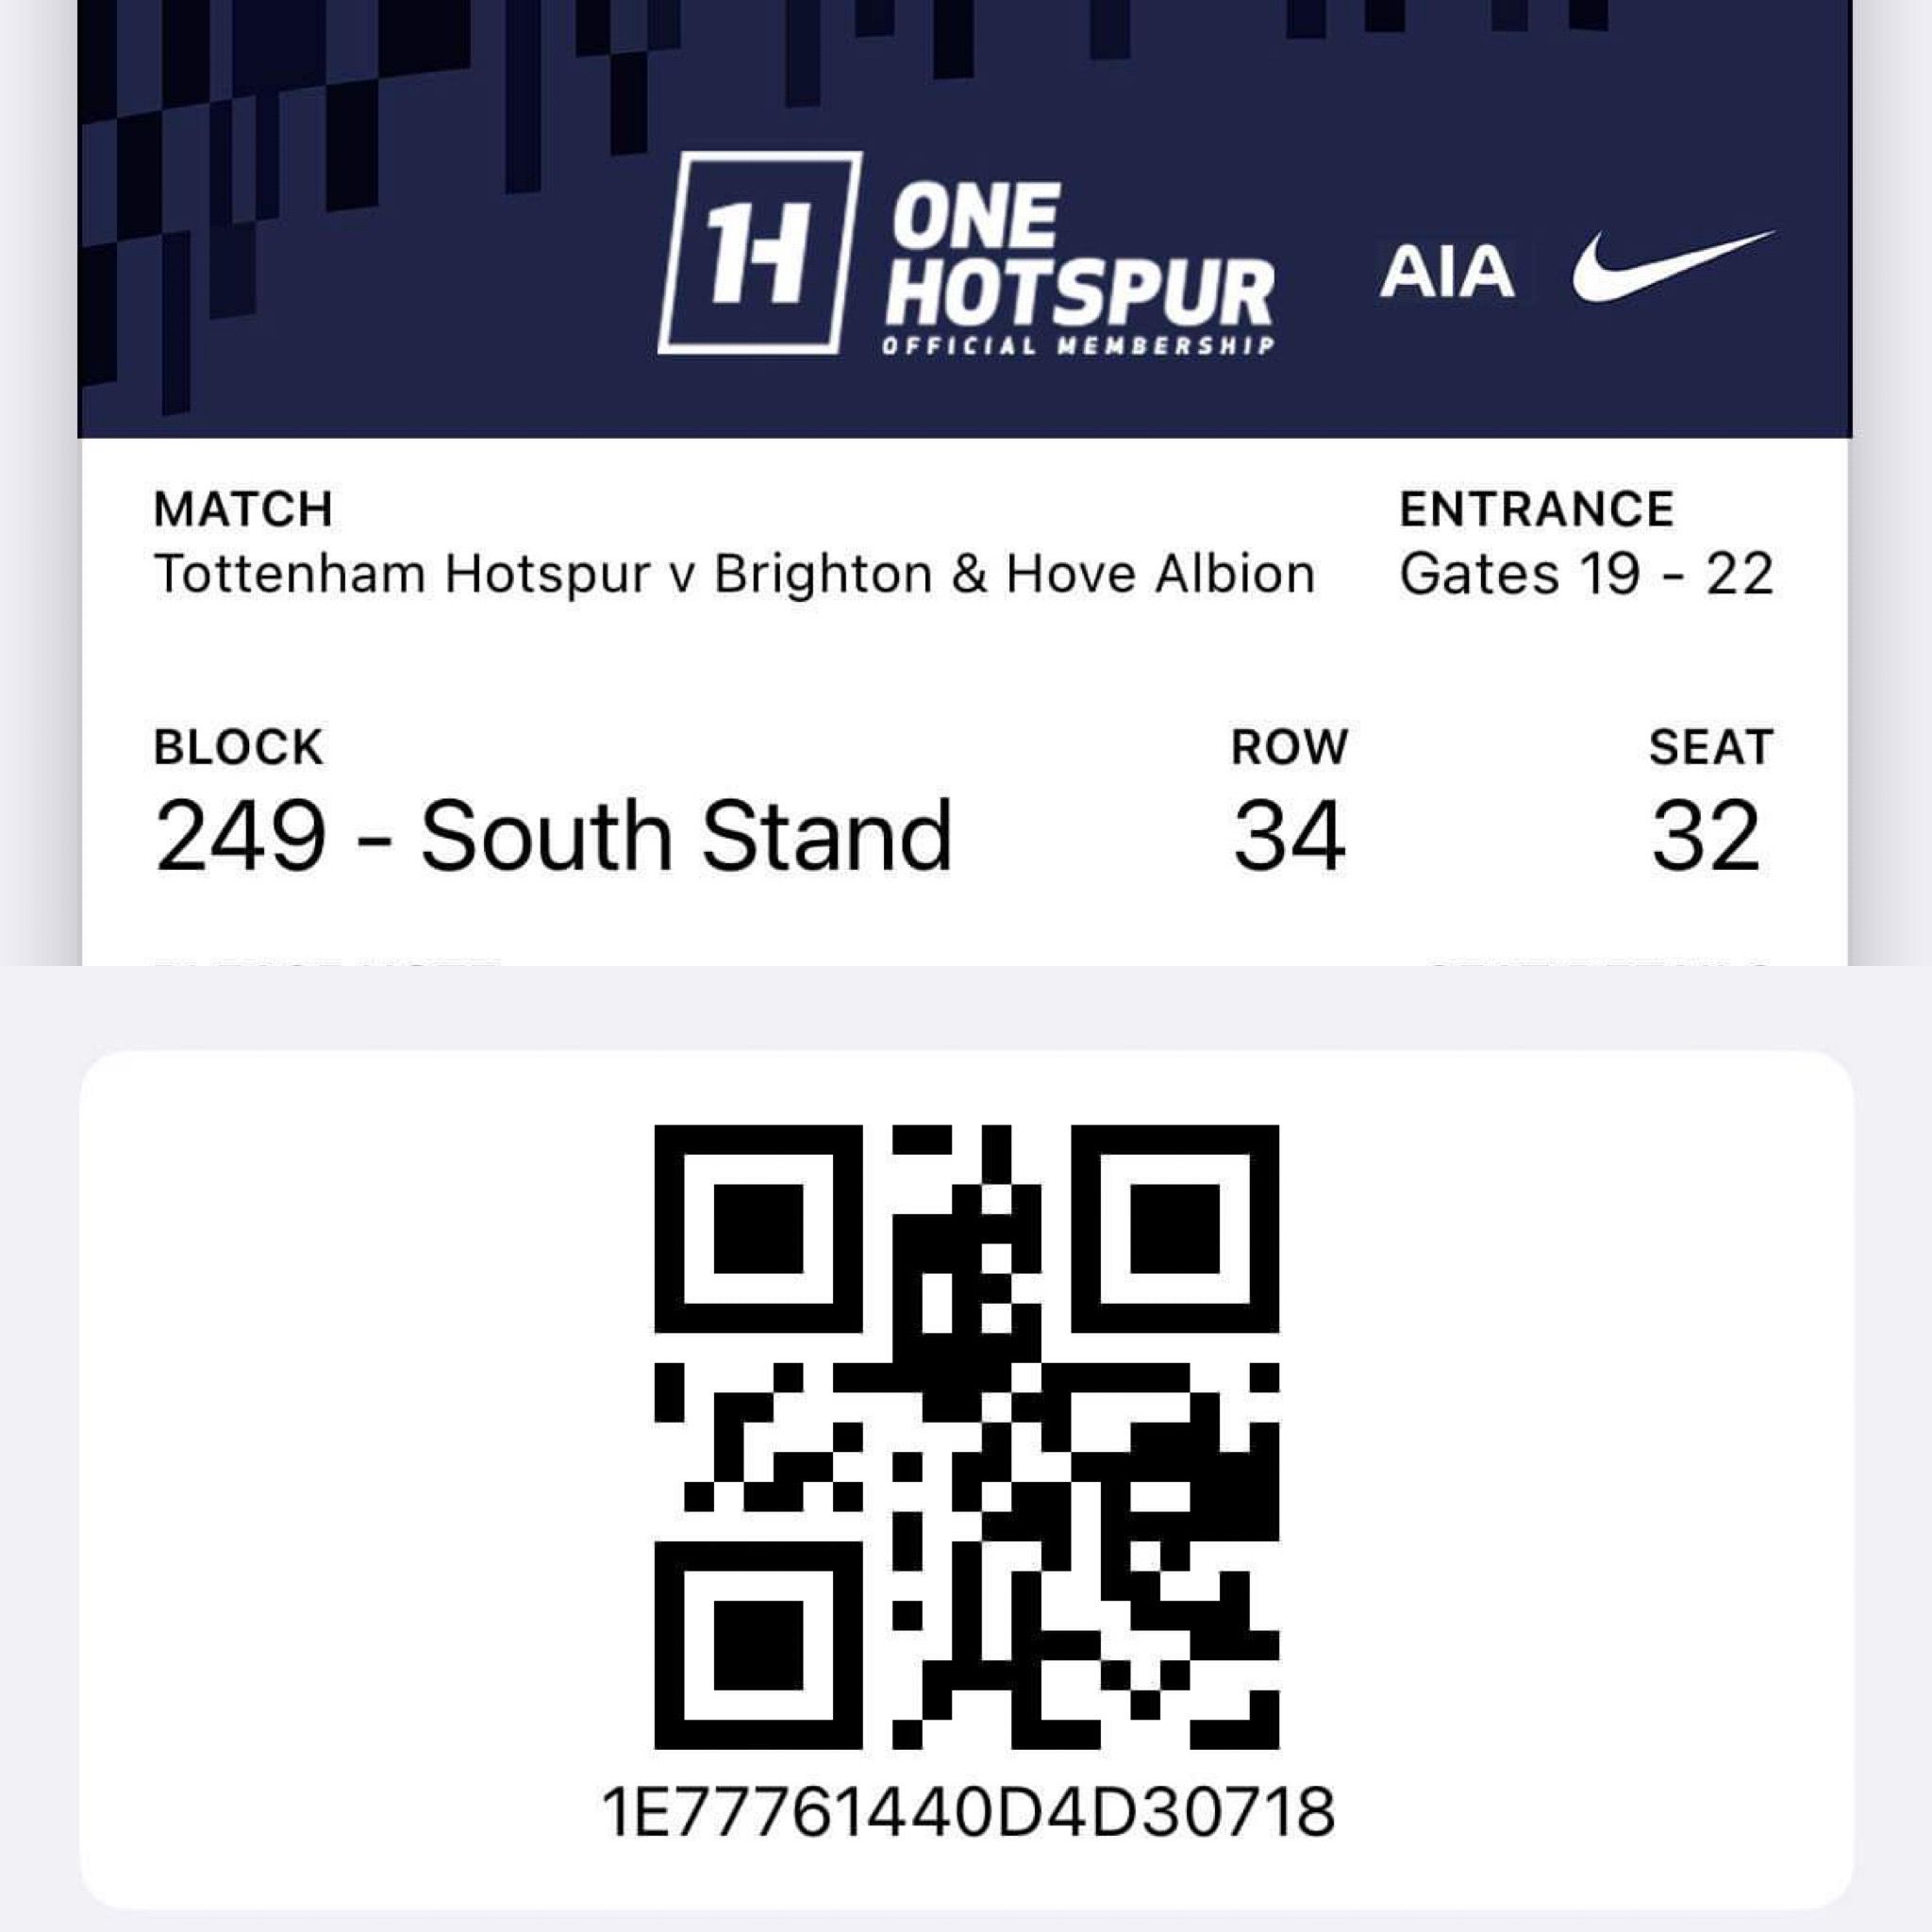 1H
ONE
HOTSPUR
OFFICIAL MEMBERSHIP
AIA
MATCH
Tottenham Hotspur v Brighton & Hove Albion
ENTRANCE
Gates 19 - 22
BLOCK
249 - South Stand
ROW
34
SEAT
32
1E77761440D4D30718